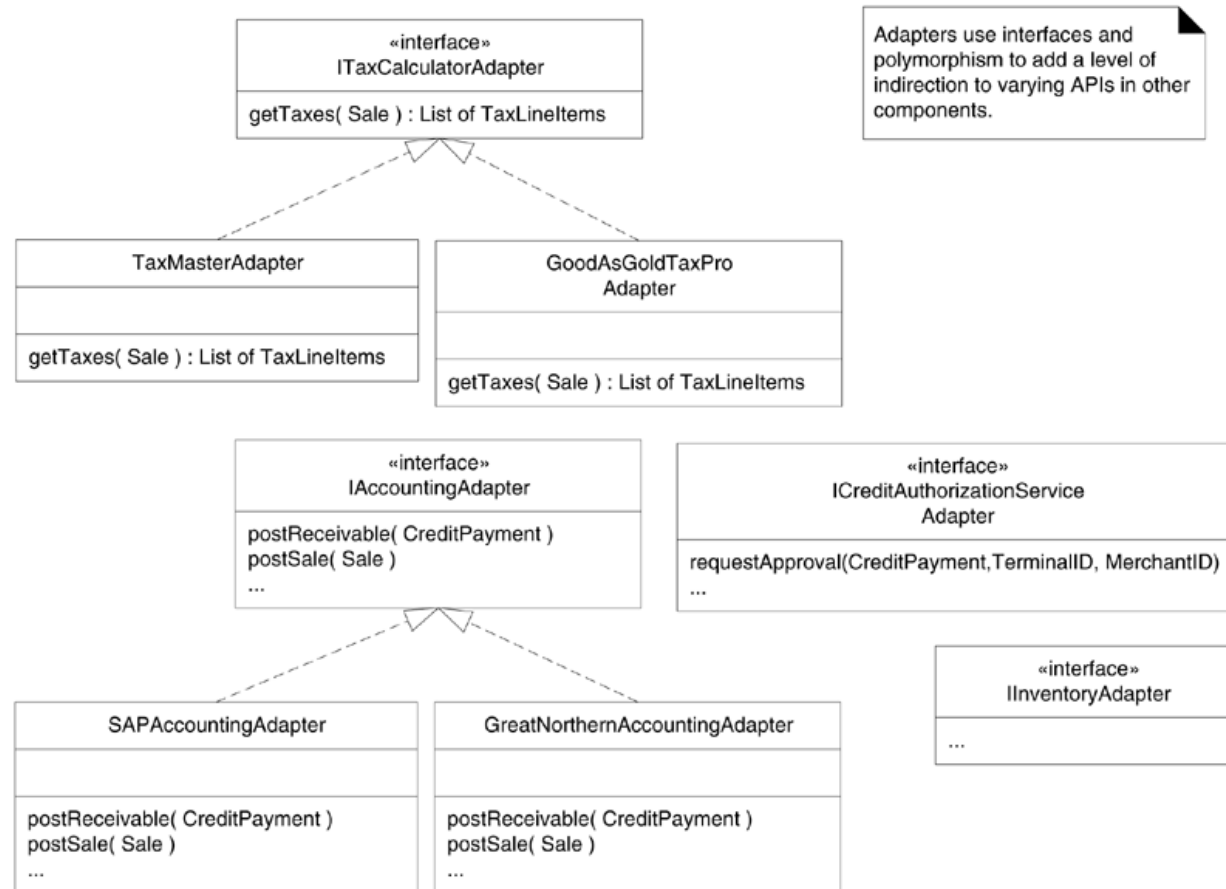 «interface»
ITaxCalculatorAdapter
getTaxes( Sale ) : List of TaxLineItems
Adapters use interfaces and
polymorphism to add a level of
indirection to varying APIs in other
components.
TaxMasterAdapter
getTaxes( Sale ) : List of TaxLineItems
GoodAsGoldTaxPro
Adapter
getTaxes( Sale ) : List of TaxLineItems
«interface»
IAccountingAdapter
postReceivable( CreditPayment )
postSale( Sale )
...
«interface»
ICreditAuthorizationService
Adapter
requestApproval(CreditPayment,TerminalID, MerchantID)
...
«interface»
IInventoryAdapter
...
SAPAccountingAdapter
postReceivable( CreditPayment )
postSale( Sale )
...
GreatNorthernAccountingAdapter
postReceivable( CreditPayment )
postSale( Sale )
...